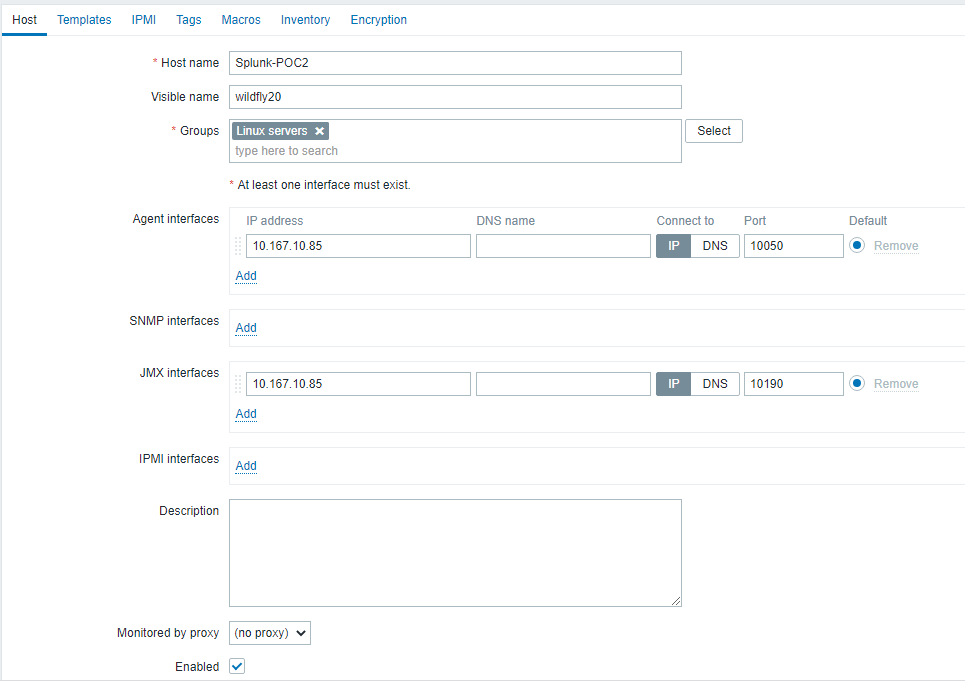 Host Templates IPMI Tags Macros Inventory Encryption
* Host name Splunk-POC2
Visible name wildfly20
* Groups Linux servers ✖ Select
type here to search
* At least one interface must exist.
Agent interfaces IP address DNS name Connect to Port Default
10.167.10.85 IP DNS 10050 Remove
Add
SNMP interfaces Add
JMX interfaces 10.167.10.85 IP DNS 10190 Remove
Add
IPMI interfaces Add
Description
Monitored by proxy (no proxy)
Enabled